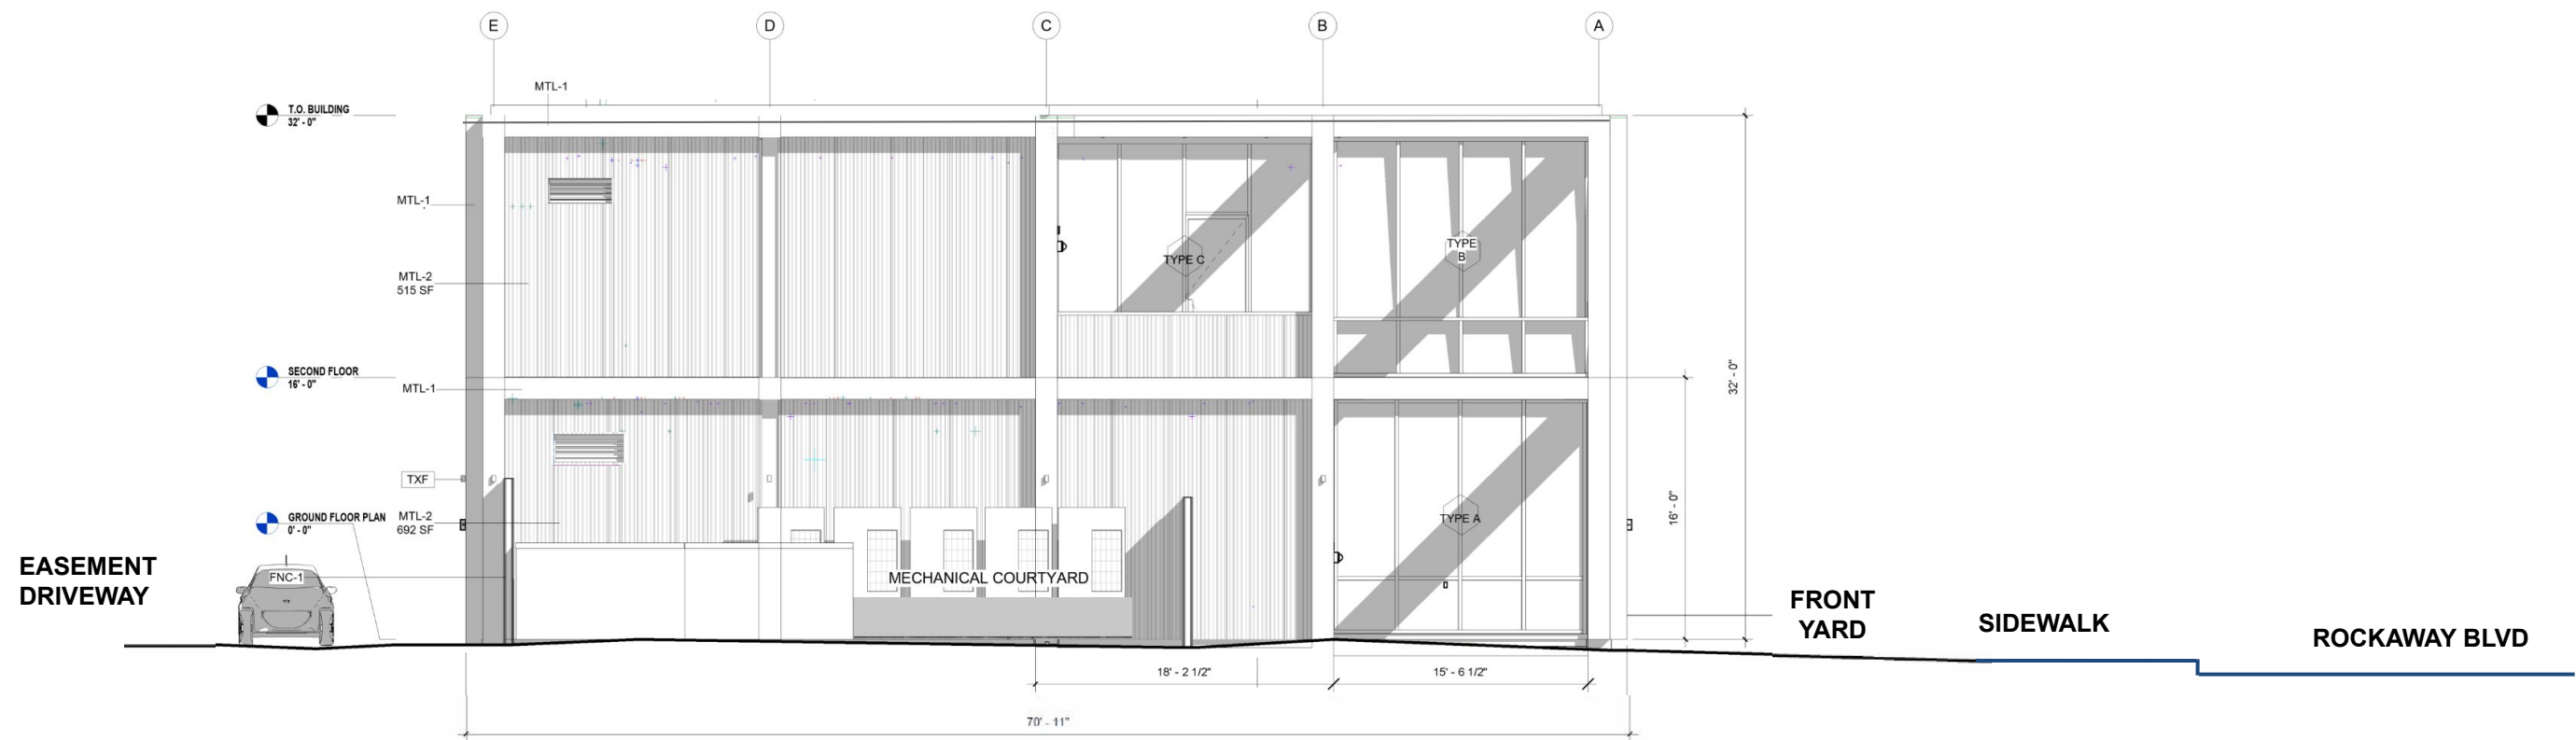 E
D
C
B
A
MTL-1
T.O. BUILDING
32' - 0"
MTL-1
MTL-2
515 SF
TYPE C
TYPE
B
SECOND FLOOR
16' - 0"
MTL-1
32' - 0"
16' - 0"
TXF
GROUND FLOOR PLAN
0' - 0"
MTL-2
692 SF
TYPE A
EASEMENT
DRIVEWAY
FNC-1
MECHANICAL COURTYARD
FRONT
YARD
SIDEWALK
ROCKAWAY BLVD
18' - 2 1/2"
15' - 6 1/2"
70' - 11"